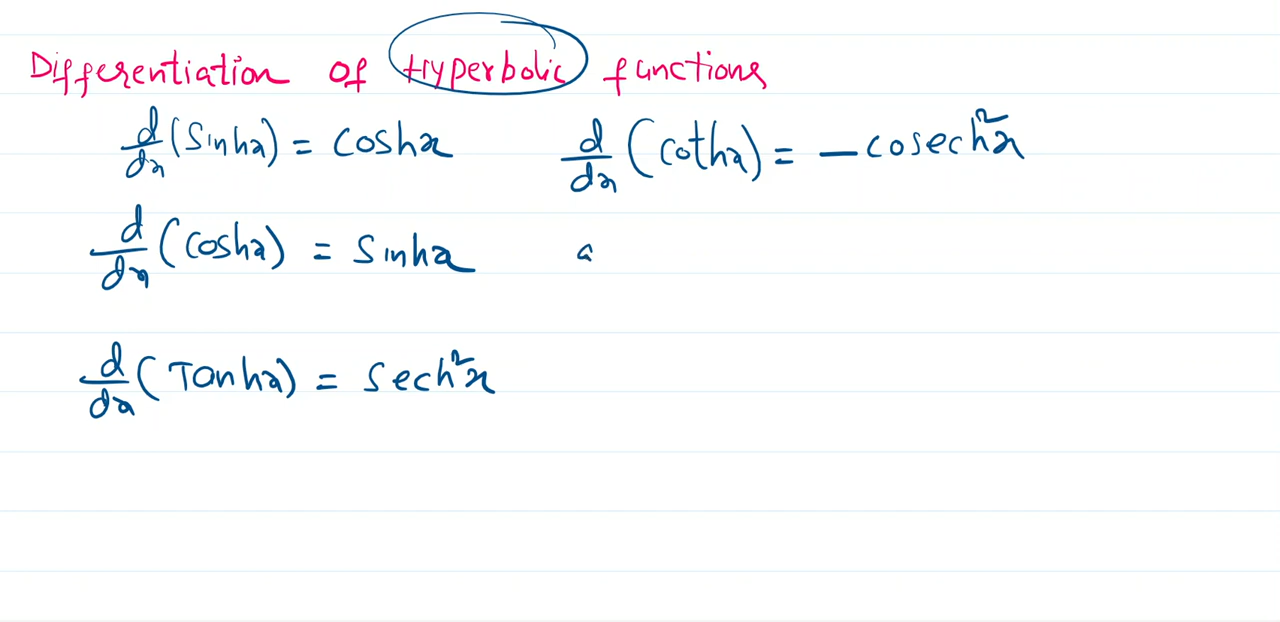 Differentiation of Hyperbolic functions
d/dx (Sinhx) = Coshx
d/dx (Coshx) = Sinhx
d/dx (Tanhx) = Sech²x
d/dx (Cothx) = – cosech²x